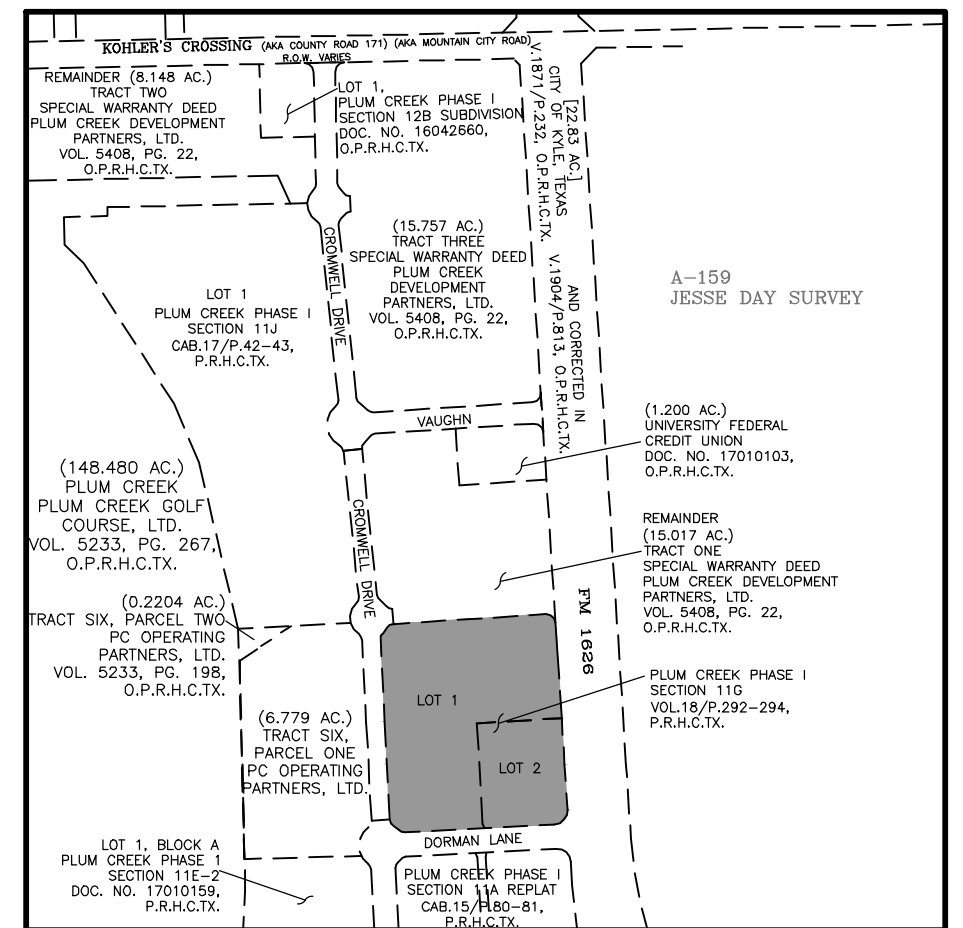 KOHLER'S CROSSING (AKA COUNTY ROAD 171) (AKA MOUNTAIN CITY ROAD)
R.O.W. VARIES
REMAINDER (8.148 AC.)
TRACT TWO
SPECIAL WARRANTY DEED
PLUM CREEK DEVELOPMENT
PARTNERS, LTD.
VOL. 5408, PG. 22,
O.P.R.H.C.TX.
LOT 1,
PLUM CREEK PHASE I
SECTION 12B SUBDIVISION
DOC. NO. 16042660,
O.P.R.H.C.TX.
[22.83 AC.]
CITY OF KYLE, TEXAS AND CORRECTED IN
V.1871/P.232, O.P.R.H.C.TX. V.1904/P.813, O.P.R.H.C.TX.
(15.757 AC.)
TRACT THREE
SPECIAL WARRANTY DEED
PLUM CREEK
DEVELOPMENT
PARTNERS, LTD.
VOL. 5408, PG. 22,
O.P.R.H.C.TX.
CROMWELL DRIVE
A-159
JESSE DAY SURVEY
LOT 1
PLUM CREEK PHASE I
SECTION 11J
CAB.17/P.42-43,
P.R.H.C.TX.
VAUGHN
(1.200 AC.)
UNIVERSITY FEDERAL
CREDIT UNION
DOC. NO. 17010103,
O.P.R.H.C.TX.
(148.480 AC.)
PLUM CREEK
PLUM CREEK GOLF
COURSE, LTD.
VOL. 5233, PG. 267,
O.P.R.H.C.TX.
CROMWELL DRIVE
REMAINDER
(15.017 AC.)
TRACT ONE
SPECIAL WARRANTY DEED
PLUM CREEK DEVELOPMENT
PARTNERS, LTD.
VOL. 5408, PG. 22,
O.P.R.H.C.TX.
FM 1626
(0.2204 AC.)
TRACT SIX, PARCEL TWO
PC OPERATING
PARTNERS, LTD.
VOL. 5233, PG. 198,
O.P.R.H.C.TX.
PLUM CREEK PHASE I
SECTION 11G
VOL.18/P.292-294,
P.R.H.C.TX.
LOT 1
LOT 2
(6.779 AC.)
TRACT SIX,
PARCEL ONE
PC OPERATING
PARTNERS, LTD.
DORMAN LANE
LOT 1, BLOCK A
PLUM CREEK PHASE 1
SECTION 11E-2
DOC. NO. 17010159,
P.R.H.C.TX.
PLUM CREEK PHASE I
SECTION 11A REPLAT
CAB.15/P.80-81,
P.R.H.C.TX.